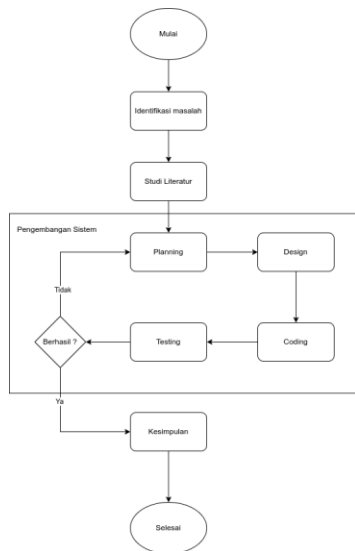 Mulai
Identifikasi masalah
Studi Literatur
Pengembangan Sistem
Planning
Design
Tidak
Berhasil ?
Testing
Coding
Ya
Kesimpulan
Selesai